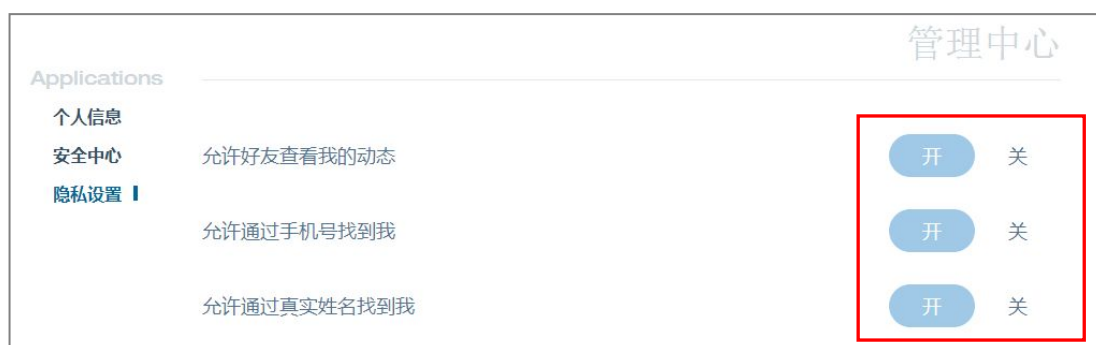 管理中心
Applications
个人信息
安全中心
允许好友查看我的动态 开 关
隐私设置
允许通过手机号找到我 开 关
允许通过真实姓名找到我 开 关